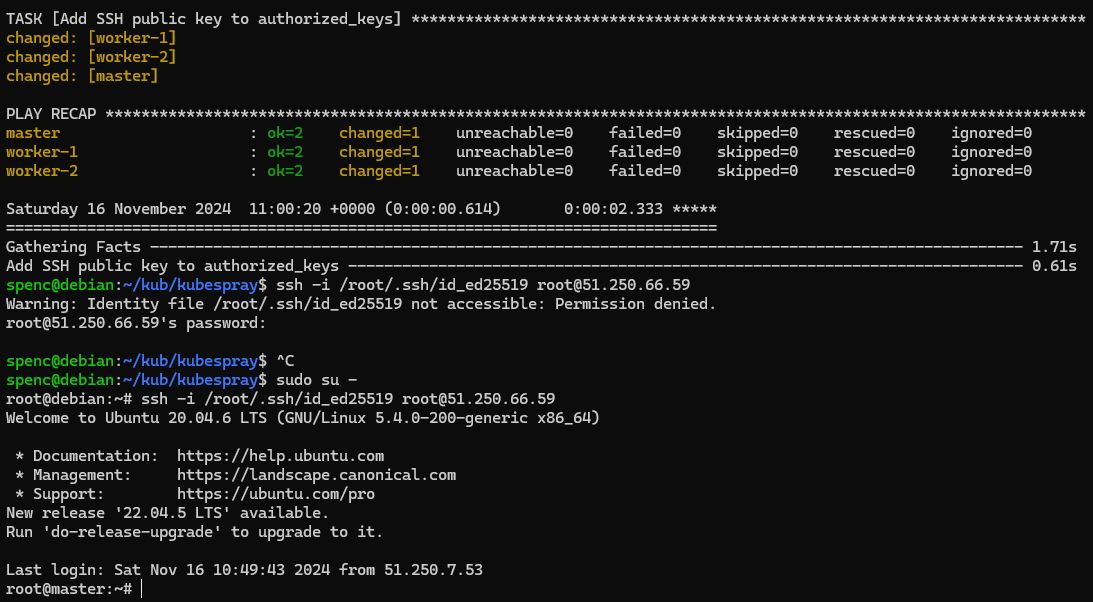 TASK [Add SSH public key to authorized_keys] ***************************************************************************
changed: [worker-1]
changed: [worker-2]
changed: [master]
PLAY RECAP *************************************************************************************************************
master                     : ok=2    changed=1    unreachable=0    failed=0    skipped=0    rescued=0    ignored=0
worker-1                   : ok=2    changed=1    unreachable=0    failed=0    skipped=0    rescued=0    ignored=0
worker-2                   : ok=2    changed=1    unreachable=0    failed=0    skipped=0    rescued=0    ignored=0
Saturday 16 November 2024  11:00:20 +0000 (0:00:00.614)       0:00:02.333 *****
===============================================================================
Gathering Facts ------------------------------------------------------------------------------------------------- 1.71s
Add SSH public key to authorized_keys --------------------------------------------------------------------------- 0.61s
spenc@debian:~/kub/kubespray$ ssh -i /root/.ssh/id_ed25519 root@51.250.66.59
Warning: Identity file /root/.ssh/id_ed25519 not accessible: Permission denied.
root@51.250.66.59's password:
spenc@debian:~/kub/kubespray$ ^C
spenc@debian:~/kub/kubespray$ sudo su -
root@debian:~# ssh -i /root/.ssh/id_ed25519 root@51.250.66.59
Welcome to Ubuntu 20.04.6 LTS (GNU/Linux 5.4.0-200-generic x86_64)
 * Documentation:  https://help.ubuntu.com
 * Management:     https://landscape.canonical.com
 * Support:        https://ubuntu.com/pro
New release '22.04.5 LTS' available.
Run 'do-release-upgrade' to upgrade to it.
Last login: Sat Nov 16 10:49:43 2024 from 51.250.7.53
root@master:~#